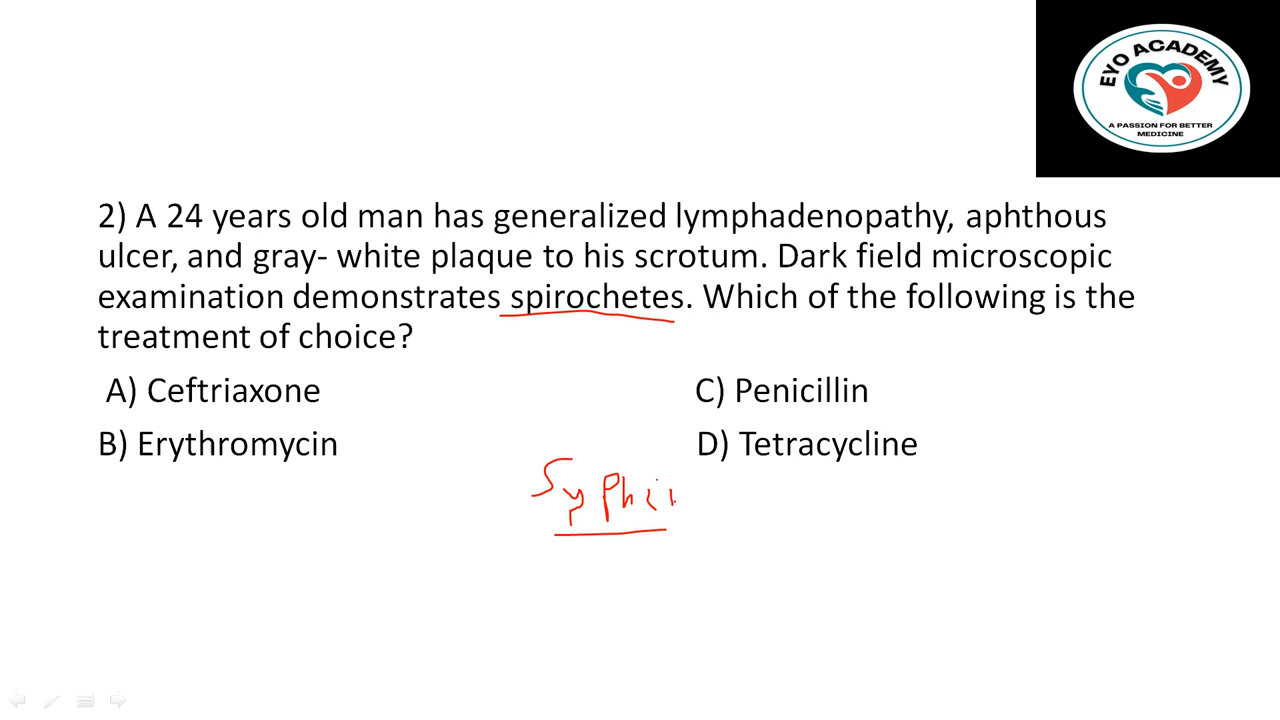 EYO ACADEMY
A PASSION FOR BETTER
MEDICINE
2) A 24 years old man has generalized lymphadenopathy, aphthous
ulcer, and gray- white plaque to his scrotum. Dark field microscopic
examination demonstrates spirochetes. Which of the following is the
treatment of choice?
A) Ceftriaxone C) Penicillin
B) Erythromycin D) Tetracycline